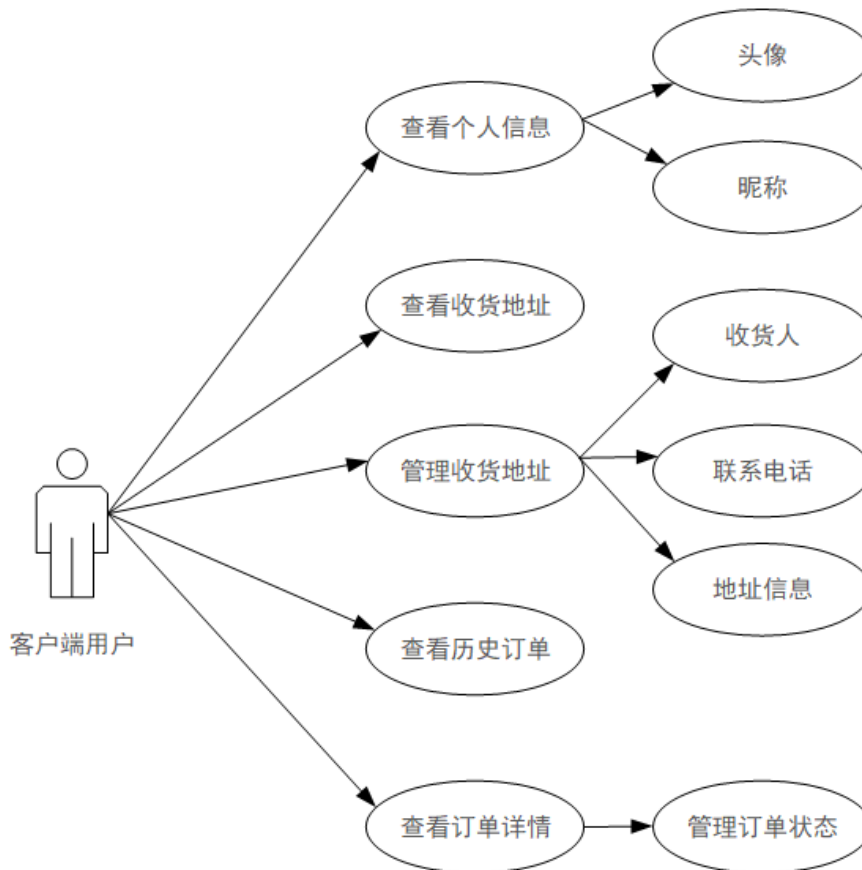 头像
查看个人信息
昵称
查看收货地址
收货人
管理收货地址
联系电话
地址信息
客户端用户
查看历史订单
查看订单详情
管理订单状态